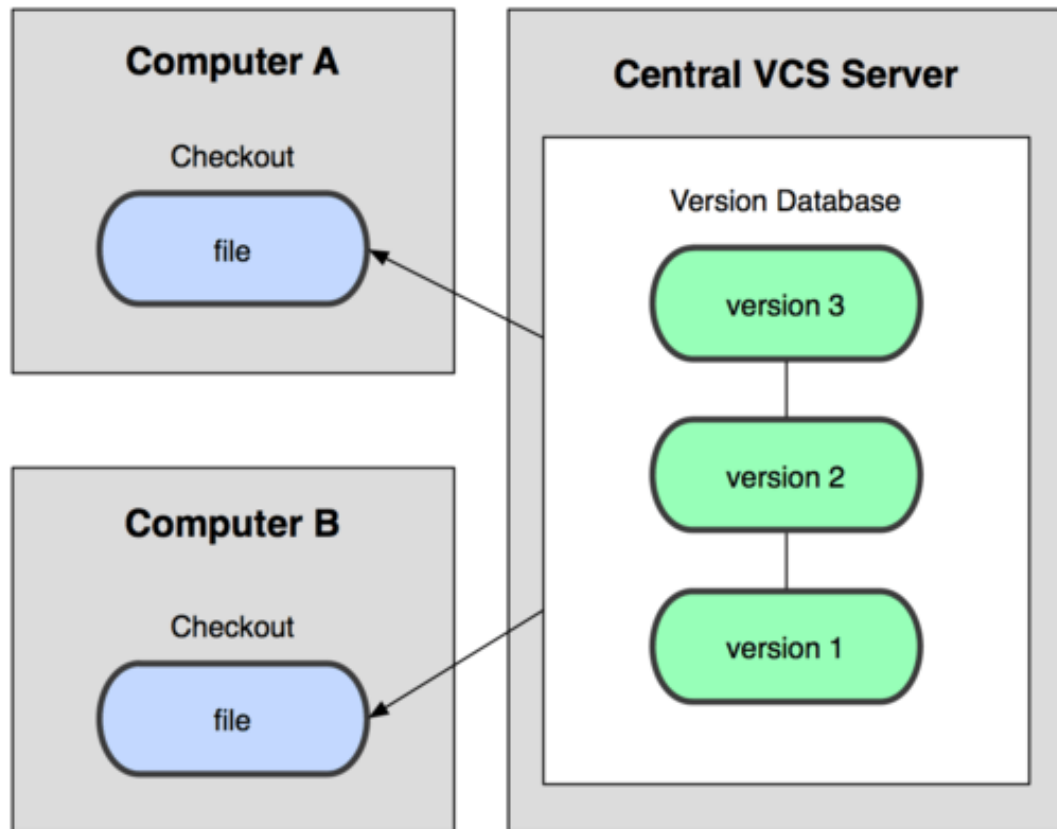 Computer A
Checkout
file
Computer B
Checkout
file
Central VCS Server
Version Database
version 3
version 2
version 1